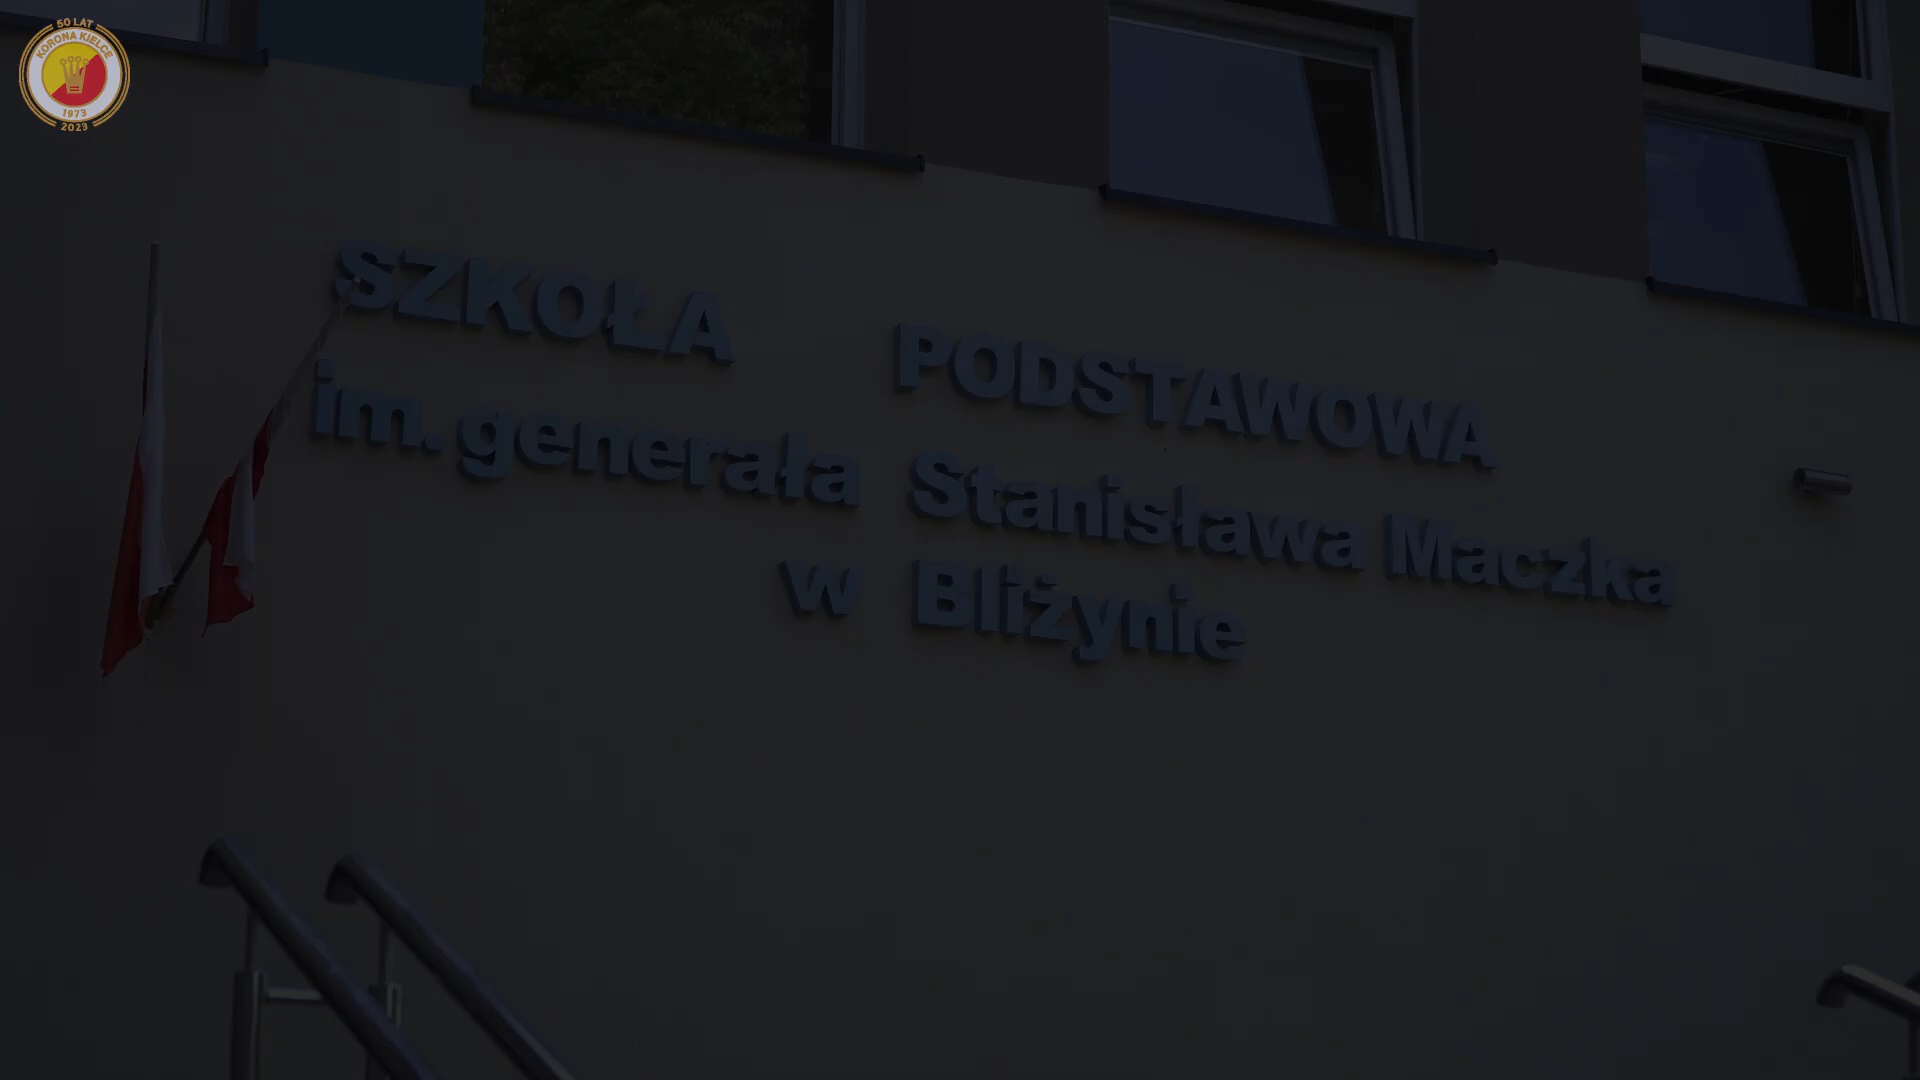 50 LAT
KORONA KIELCE
1973
2023
SZKOŁA PODSTAWOWA
im. generała Stanisława Maczka
w Bliżynie